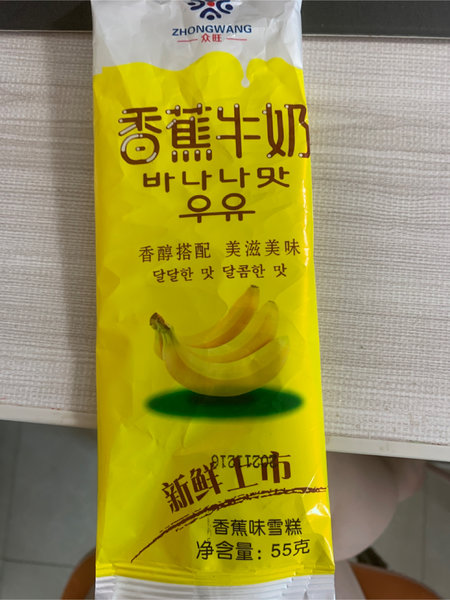 ZHONGWANG
众旺
香蕉牛奶
바나나맛
우유
香醇搭配 美滋美味
달달한 맛 달콤한 맛
20211216
新鲜上市
香蕉味雪糕
净含量：55克